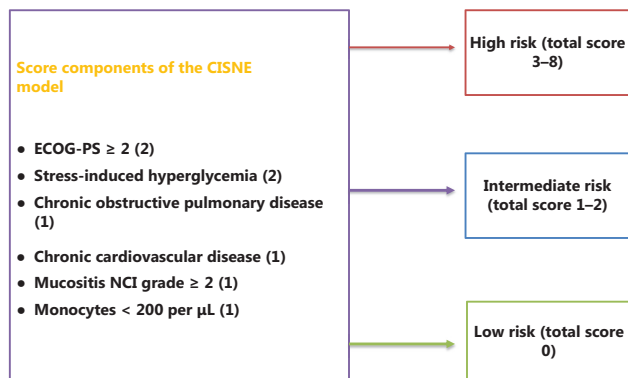 Score components of the CISNE
model
● ECOG-PS ≥ 2 (2)
● Stress-induced hyperglycemia (2)
● Chronic obstructive pulmonary disease
(1)
● Chronic cardiovascular disease (1)
● Mucositis NCI grade ≥ 2 (1)
● Monocytes < 200 per µL (1)
High risk (total score
3–8)
Intermediate risk
(total score 1–2)
Low risk (total score
0)